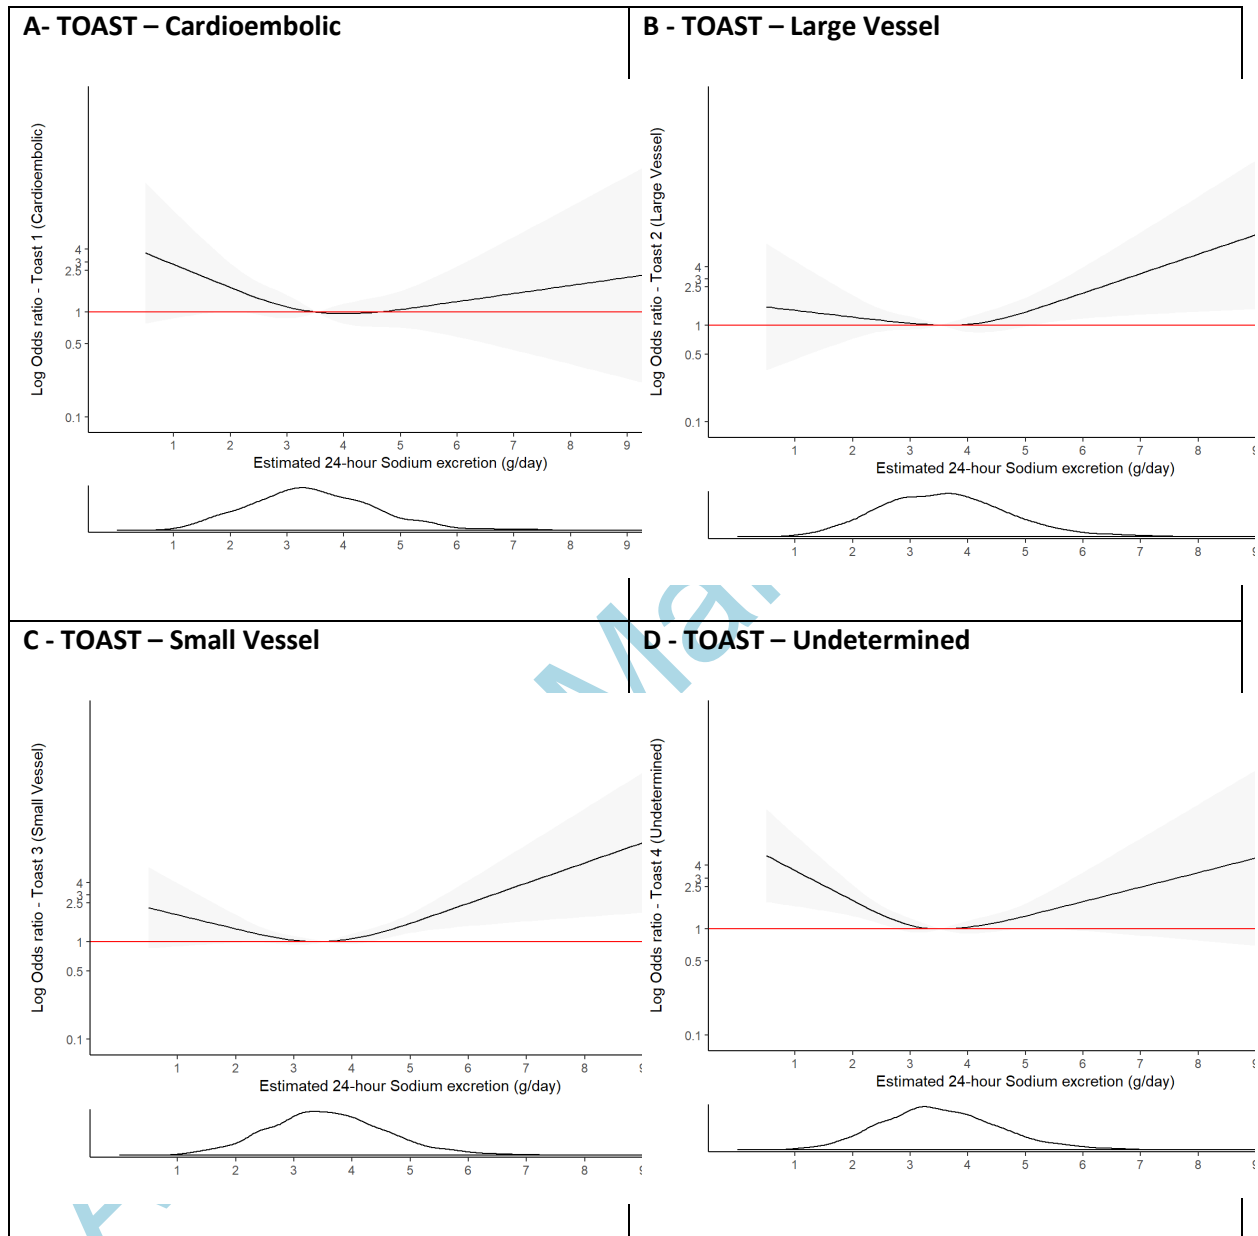 A- TOAST – Cardioembolic
Log Odds ratio - Toast 1 (Cardioembolic)
4
3
2.5
1
0.5
0.1
1 2 3 4 5 6 7 8 9
Estimated 24-hour Sodium excretion (g/day)
1 2 3 4 5 6 7 8 9
B - TOAST – Large Vessel
Log Odds ratio - Toast 2 (Large Vessel)
4
3
2.5
1
0.5
0.1
1 2 3 4 5 6 7 8 9
Estimated 24-hour Sodium excretion (g/day)
1 2 3 4 5 6 7 8 9
C - TOAST – Small Vessel
Log Odds ratio - Toast 3 (Small Vessel)
4
3
2.5
1
0.5
0.1
1 2 3 4 5 6 7 8 9
Estimated 24-hour Sodium excretion (g/day)
1 2 3 4 5 6 7 8 9
D - TOAST – Undetermined
Log Odds ratio - Toast 4 (Undetermined)
4
3
2.5
1
0.5
0.1
1 2 3 4 5 6 7 8 9
Estimated 24-hour Sodium excretion (g/day)
1 2 3 4 5 6 7 8 9